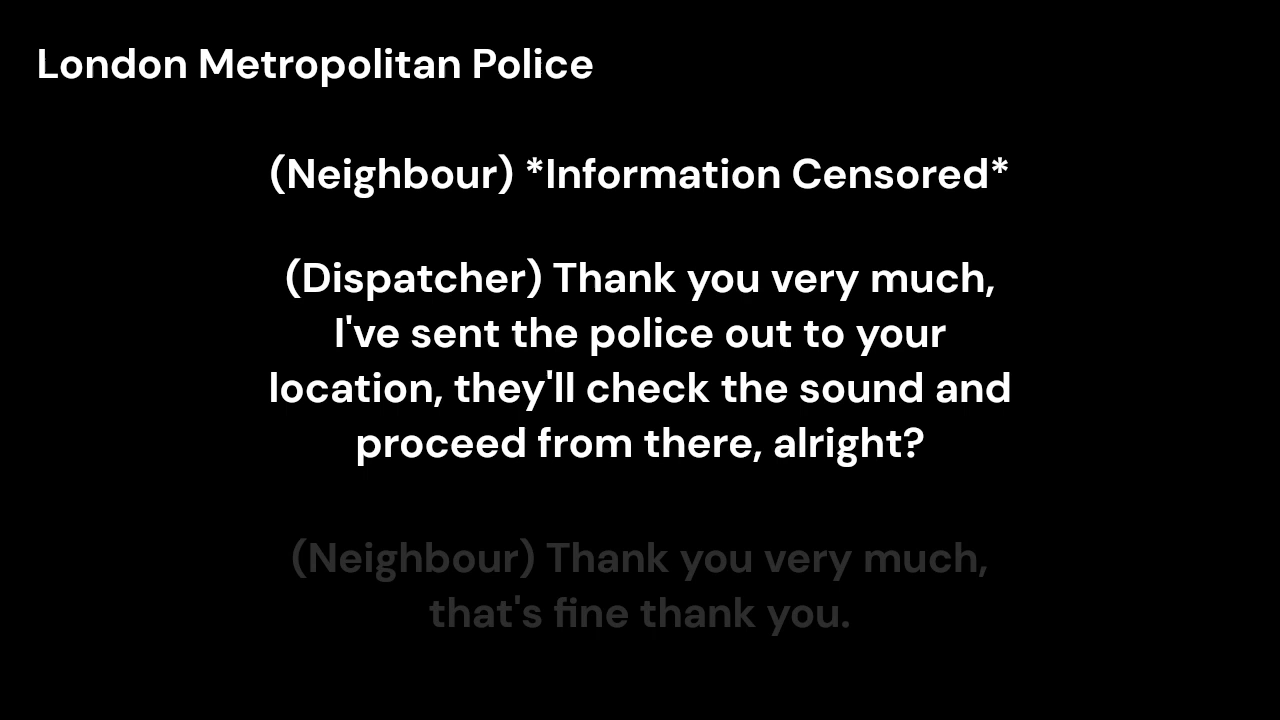 London Metropolitan Police
(Neighbour) *Information Censored*
(Dispatcher) Thank you very much,
I've sent the police out to your
location, they'll check the sound and
proceed from there, alright?
(Neighbour) Thank you very much,
that's fine thank you.